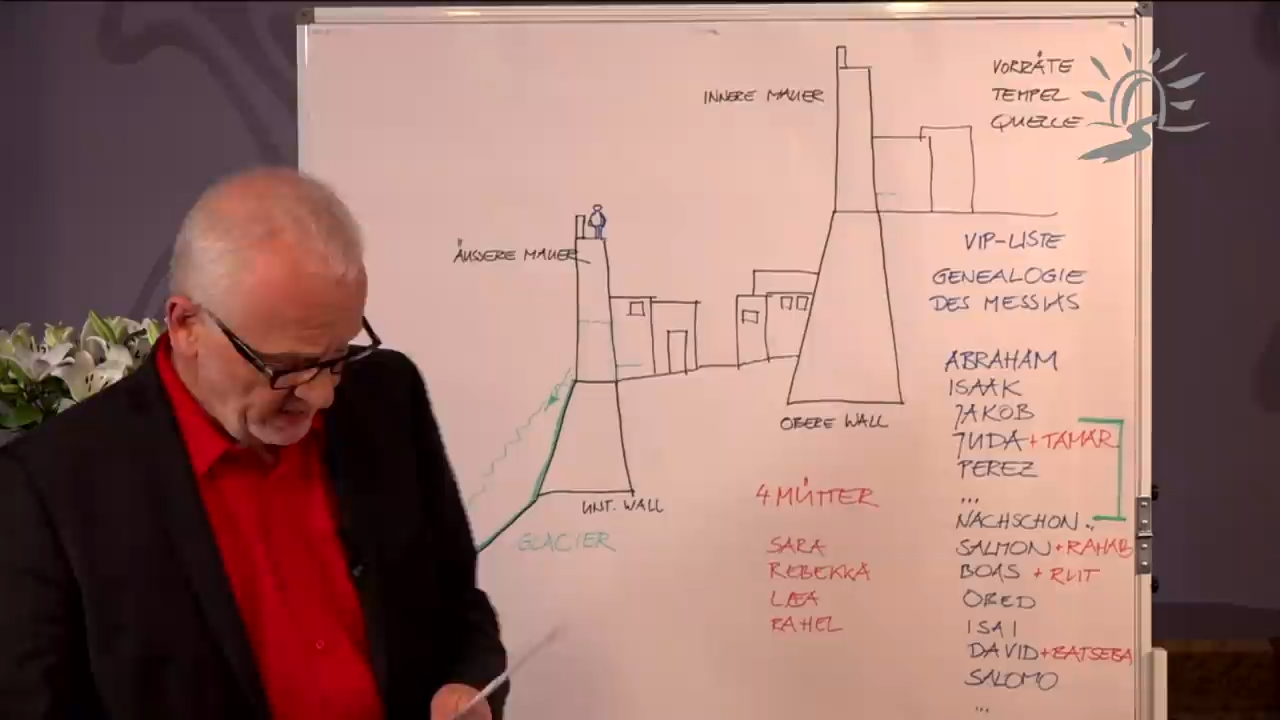 INNERE MAUER
VORRÄTE
TEMPEL
QUELLE
ÄUSSERE MAUER
OBERE WALL
UNT. WALL
GLACIER
4 MÜTTER
SARA
REBEKKA
LEA
RAHEL
VIP-LISTE
GENEALOGIE
DES MESSIAS
ABRAHAM
ISAAK
JAKOB
JUDA + TAMAR
PEREZ
...
NACHSCHON..
SALMON + RAHAB
BOAS + RUT
OBED
ISAI
DAVID + BATSEBA
SALOMO
...